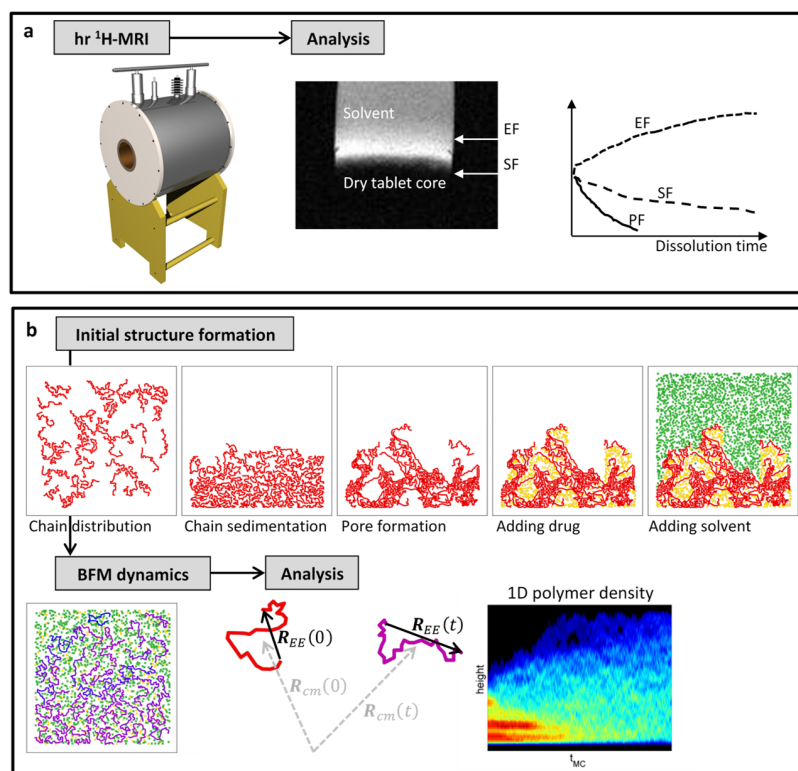 a
hr ¹H-MRI
Analysis
Solvent
EF
SF
Dry tablet core
EF
SF
PF
Dissolution time
b
Initial structure formation
Chain distribution
Chain sedimentation
Pore formation
Adding drug
Adding solvent
BFM dynamics
Analysis
1D polymer density
R_EE(0)
R_EE(t)
R_cm(0)
R_cm(t)
height
t_MC